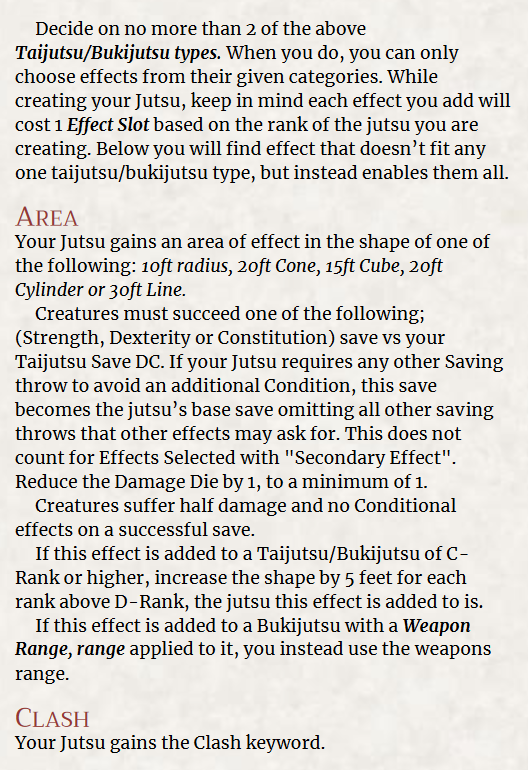 Decide on no more than 2 of the above
Taijutsu/Bukijutsu types. When you do, you can only
choose effects from their given categories. While
creating your Jutsu, keep in mind each effect you add will
cost 1 Effect Slot based on the rank of the jutsu you are
creating. Below you will find effect that doesn't fit any
one taijutsu/bukijutsu type, but instead enables them all.
AREA
Your Jutsu gains an area of effect in the shape of one of
the following: 10ft radius, 20ft Cone, 15ft Cube, 20ft
Cylinder or 30ft Line.
Creatures must succeed one of the following;
(Strength, Dexterity or Constitution) save vs your
Taijutsu Save DC. If your Jutsu requires any other Saving
throw to avoid an additional Condition, this save
becomes the jutsu's base save omitting all other saving
throws that other effects may ask for. This does not
count for Effects Selected with "Secondary Effect".
Reduce the Damage Die by 1, to a minimum of 1.
Creatures suffer half damage and no Conditional
effects on a successful save.
If this effect is added to a Taijutsu/Bukijutsu of C-
Rank or higher, increase the shape by 5 feet for each
rank above D-Rank, the jutsu this effect is added to is.
If this effect is added to a Bukijutsu with a Weapon
Range, range applied to it, you instead use the weapons
range.
CLASH
Your Jutsu gains the Clash keyword.